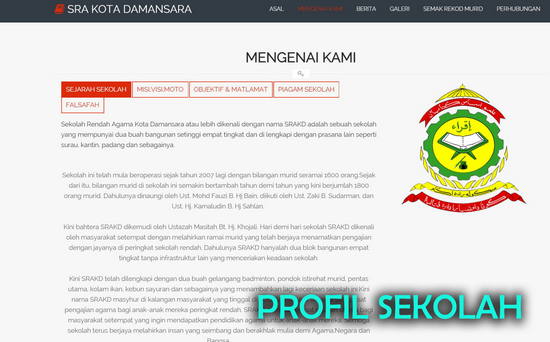 SRA KOTA DAMANSARA
ASAL MENGENAI KAMI BERITA GALERI SEMAK REKOD MURID PERHUBUNGAN
MENGENAI KAMI
SEJARAH SEKOLAH MISI,VISI,MOTO OBJEKTIF & MATLAMAT PIAGAM SEKOLAH
FALSAFAH
Sekolah Rendah Agama Kota Damansara atau lebih dikenali dengan nama SRAKD adalah sebuah sekolah
yang mempunyai dua buah bangunan setinggi empat tingkat dan di lengkapi dengan prasana lain seperti
surau, kantin, padang dan sebagainya.
Sekolah ini telah mula beroperasi sejak tahun 2007 lagi dengan bilangan murid seramai 1600 orang.Sejak
dari itu, bilangan murid di sekolah ini semakin bertambah tahun demi tahun yang kini berjumlah 1800
orang murid. Dahulunya dinaungi oleh Ust. Mohd Fauzi B. Hj Bain, diikuti oleh Ust. Zaki B. Sudarman, dan
Ust. Hj. Kamaludin B. Hj Sahlan.
Kini bahtera SRAKD dikemudi oleh Ustazah Masitah Bt. Hj. Khojali. Hari demi hari sekolah SRAKD dikenali
oleh masyarakat setempat dengan melahirkan ramai murid yang telah berjaya menamatkan pengajian
dengan jayanya di peringkat sekolah rendah. Dahulunya SRAKD hanyalah dua blok bangunan empat
tingkat tanpa infrastruktur lain yang menceriakan keadaan sekolah.
Kini SRAKD telah dilengkapi dengan dua buah gelangang badminton, pondok istirehat murid, pentas
utama, kolam ikan, kebun sayuran dan sebagainya yang menambahkan lagi keceriaan sekolah ini.Kini
nama SRAKD masyhur di kalangan masyarakat yang tinggal di
pengajian agama bagi anak-anak mereka peringkat rendah. SRAKD bagi
masyarakat setempat yang ingin mendapatkan pendidikan agama untuk anak-anak mereka.
sekolah terus berjaya melahirkan insan yang seimbang dan berakhlak mulia demi Agama,Negara dan
Bangsa.
إقراء
PROFIL SEKOLAH